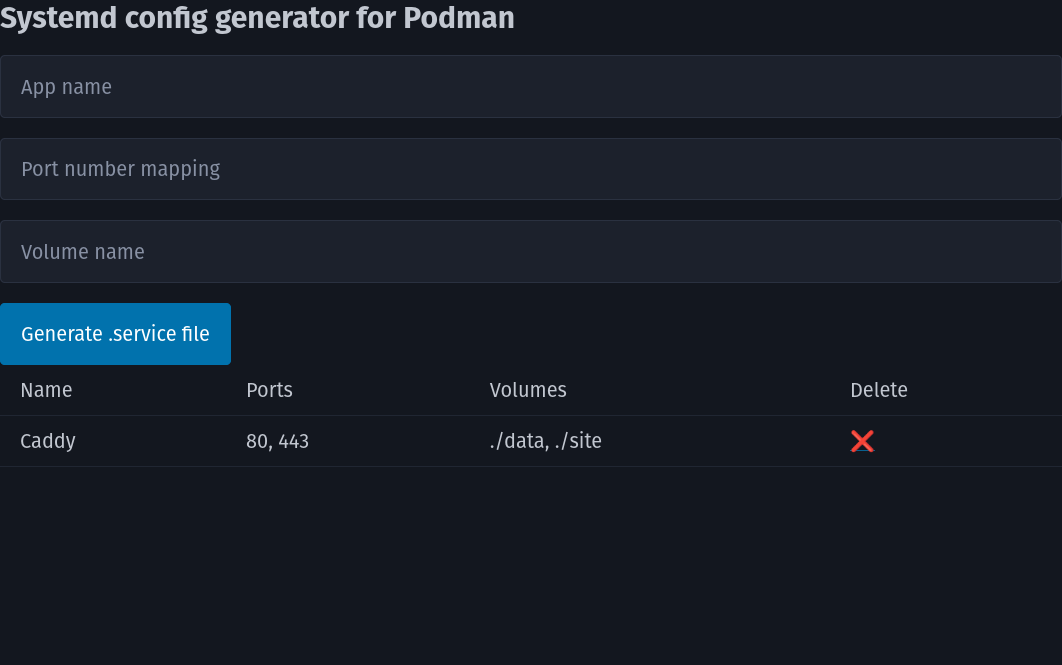 Systemd config generator for Podman
App name
Port number mapping
Volume name
Generate .service file
Name Ports Volumes Delete
Caddy 80, 443 ./data, ./site ❌